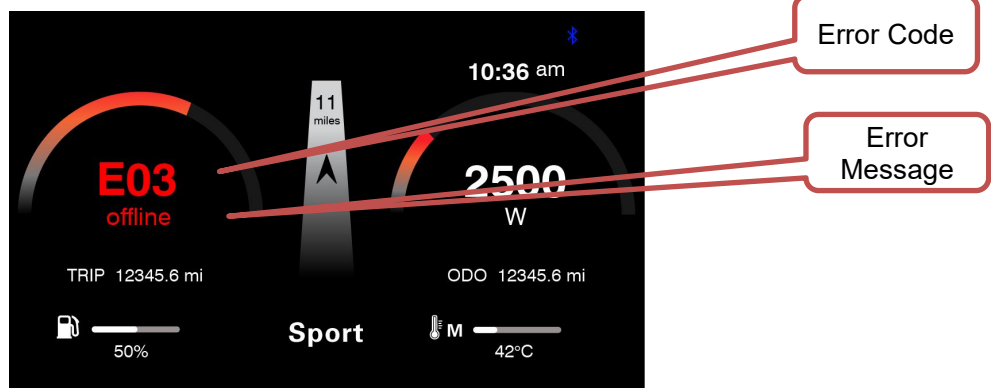 Error Code
10:36 am
11
miles
Error
Message
E03
offline
2500
W
TRIP 12345.6 mi
ODO 12345.6 mi
50%
Sport
M
42°C